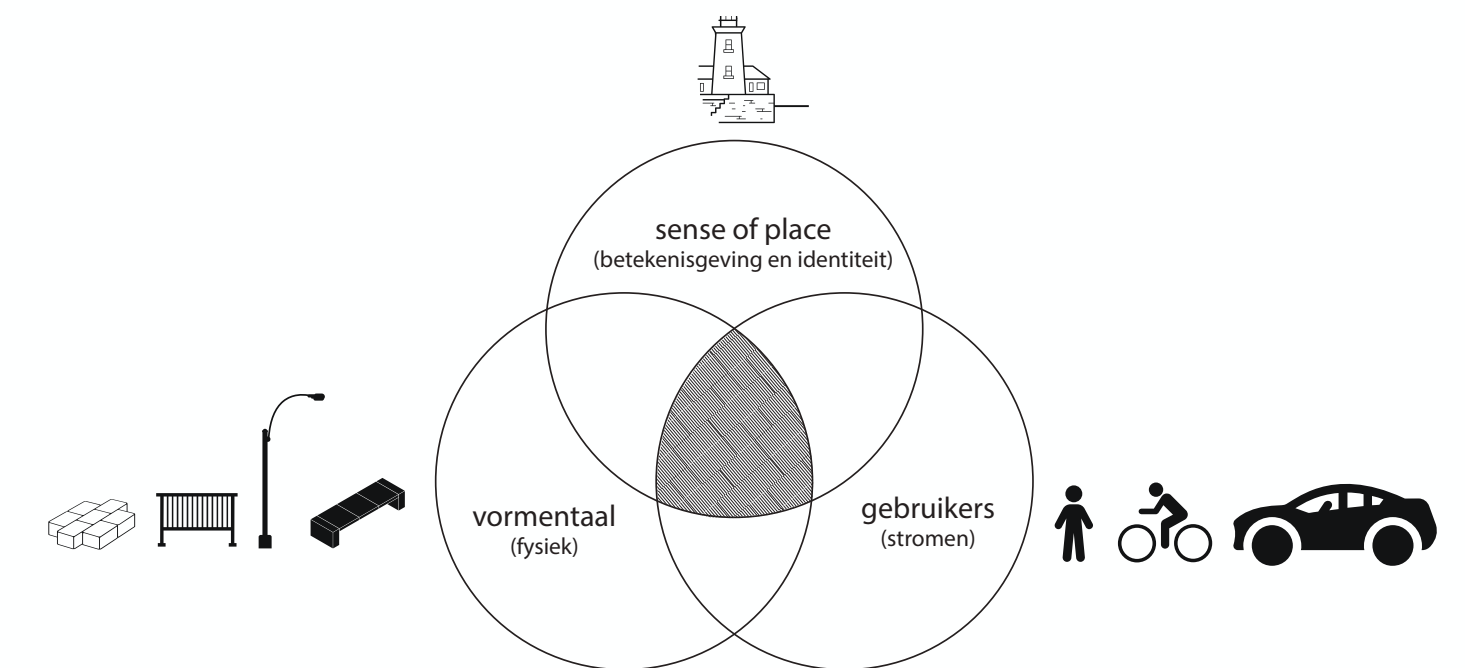 sense of place
(betekenisgeving en identiteit)
vormentaal
(fysiek)
gebruikers
(stromen)